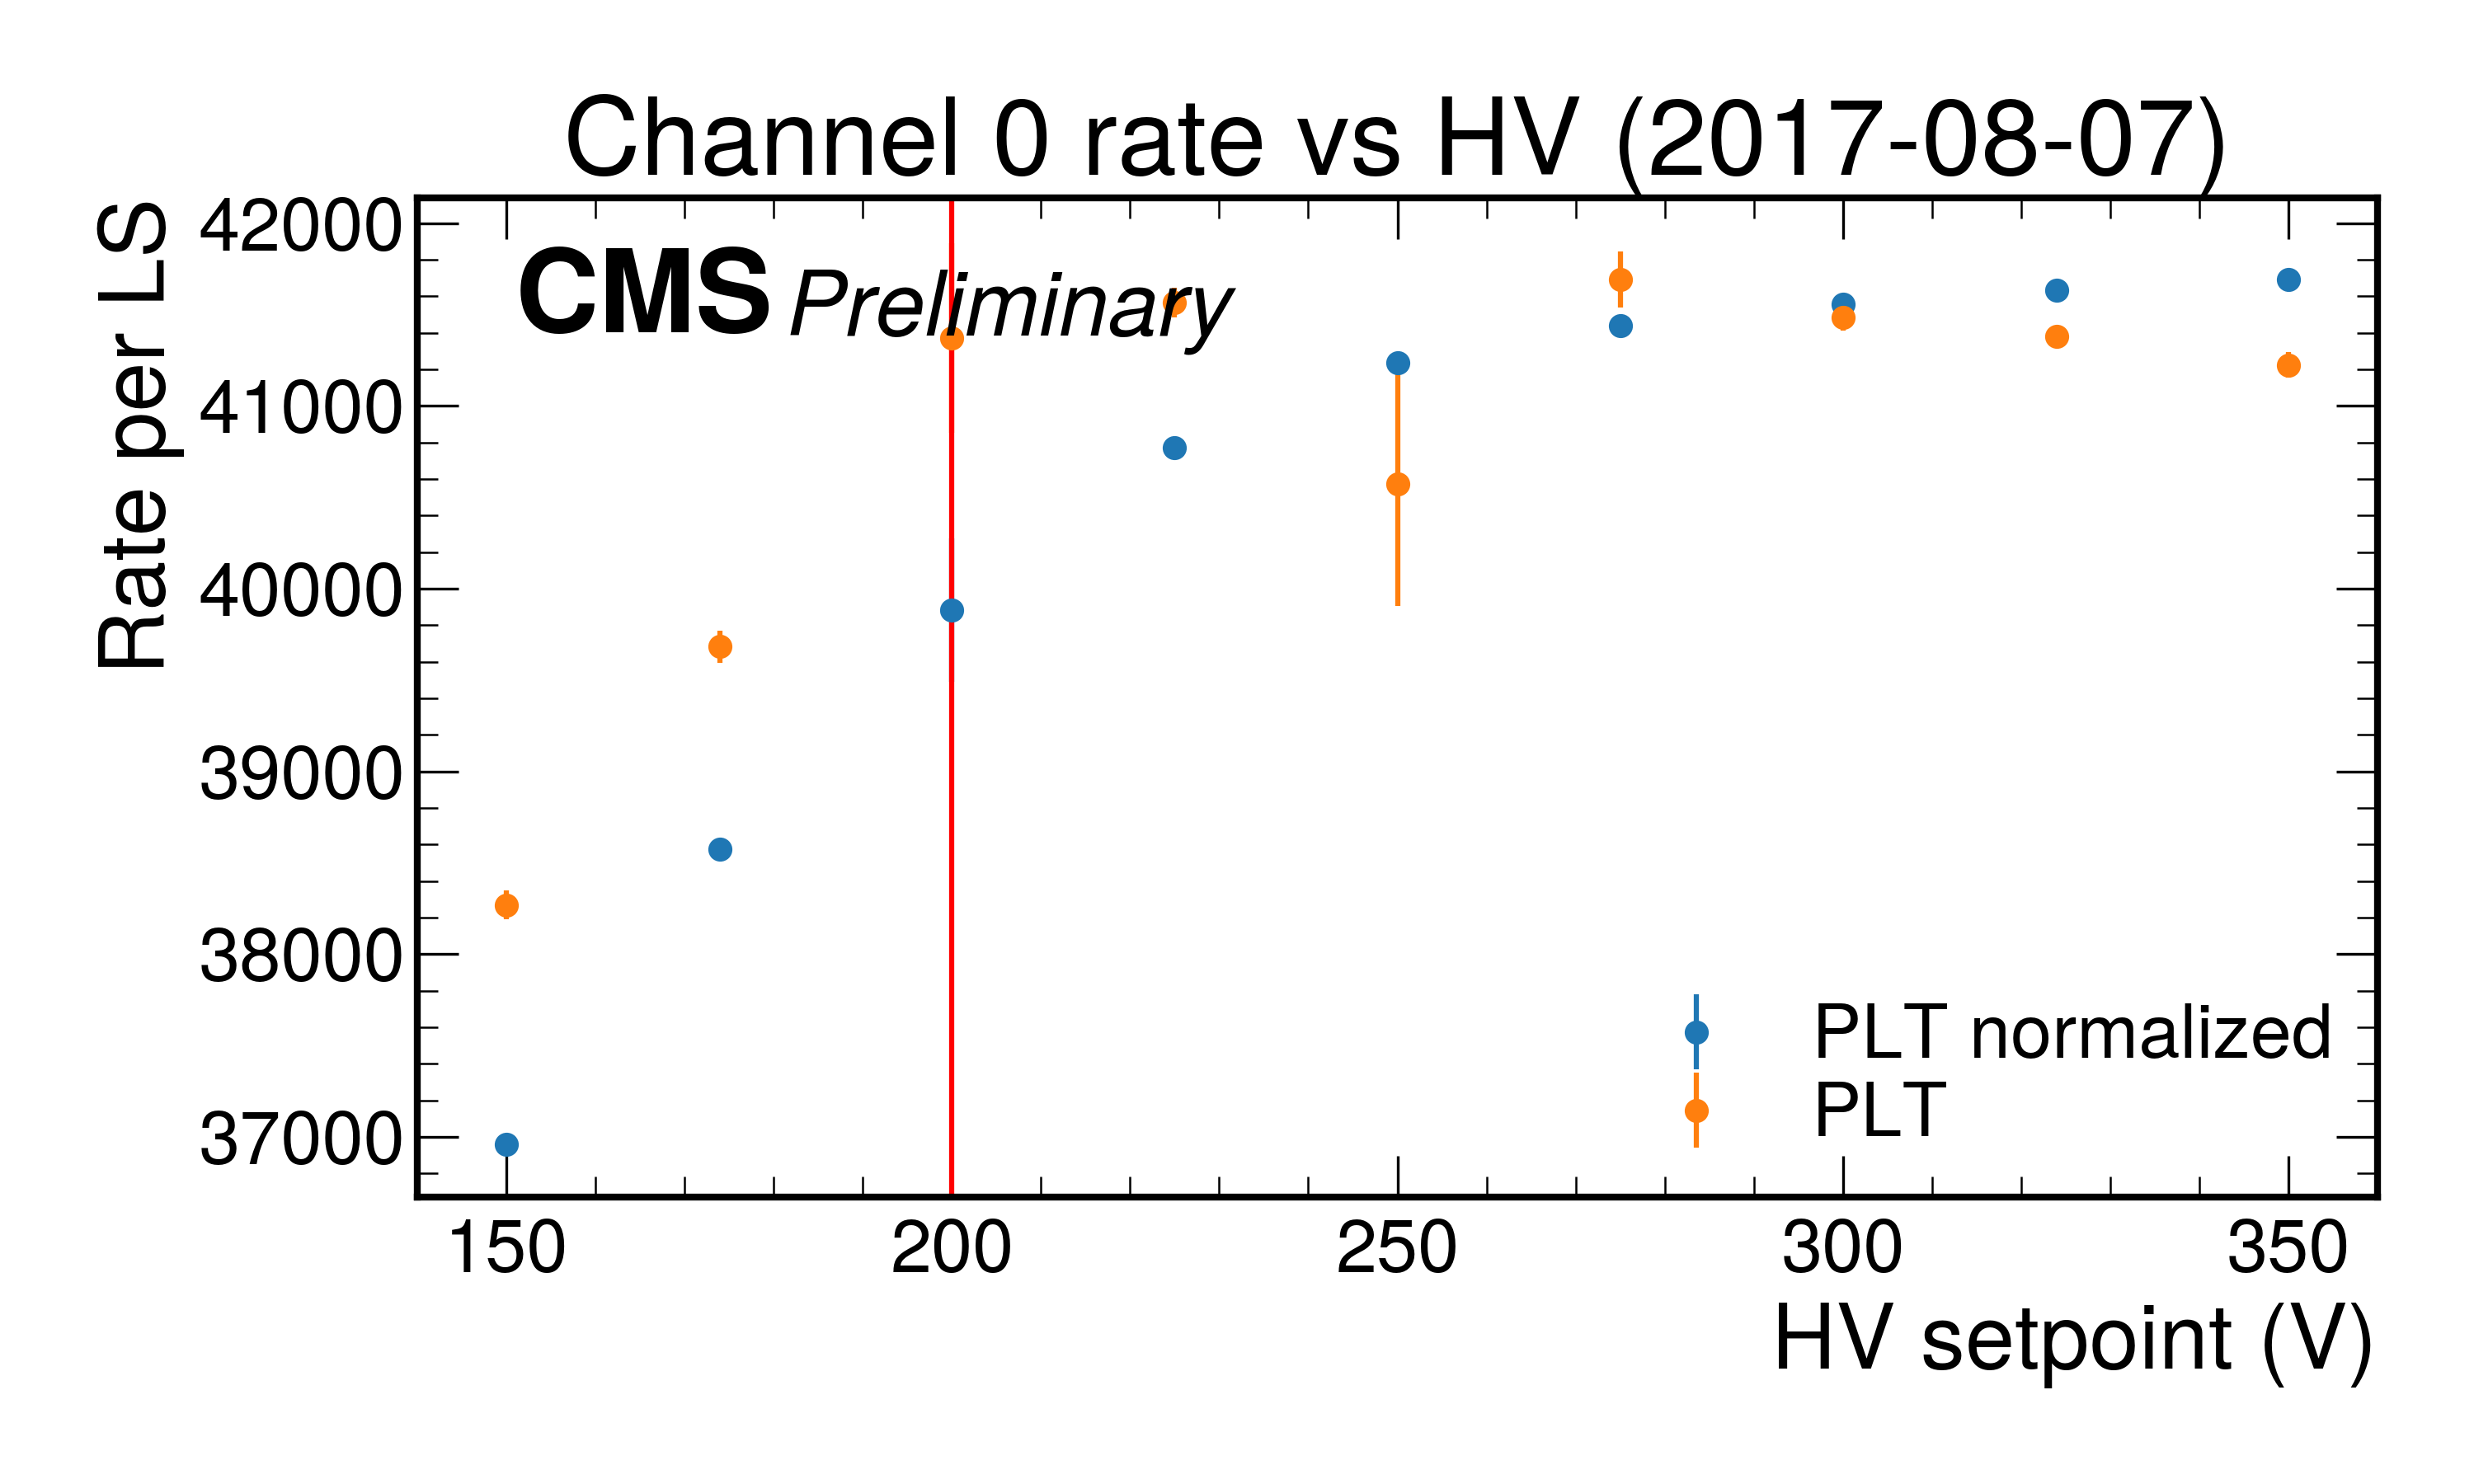 Channel 0 rate vs HV (2017-08-07)
Rate per LS
42000
41000
40000
39000
38000
37000
CMS Preliminary
PLT normalized
PLT
150 200 250 300 350
HV setpoint (V)